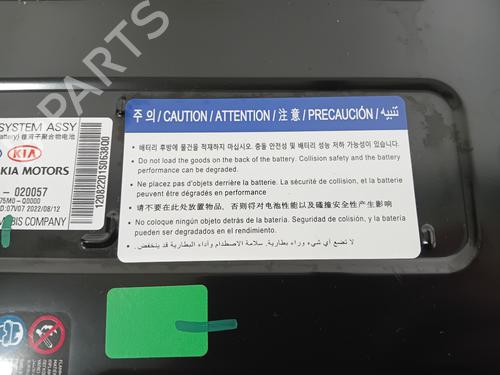 PARTS
SYSTEM ASSY
KIA
KIA MOTORS
- 020057
75M0-Q0000
D:07V07 2022/08/12
COMPANY
12082201S063800
주 의 / CAUTION / ATTENTION / 注 意 / PRECAUCIÓN / تنبيه
• 배터리 후방에 물건을 적재하지 마십시오. 충돌 안전성 및 배터리 성능 저하 가능성이 있습니다.
• Do not load the goods on the back of the battery. Collision safety and the battery
performance can be degraded.
• Ne placez pas d'objets derrière la batterie. La sécurité de collision, et la batterie
peuvent être dégradés en performance
• 请不要在此处放置物品, 否则将对电池性能以及碰撞安全性产生影响
• No coloque ningún objeto detrás de la batería. Seguridad de colisión, y la batería
pueden ser degradados en el rendimiento.
• لا تضع أي شيء وراء بطارية. سلامة الاصطدام وأداء البطارية قد ينخفض.